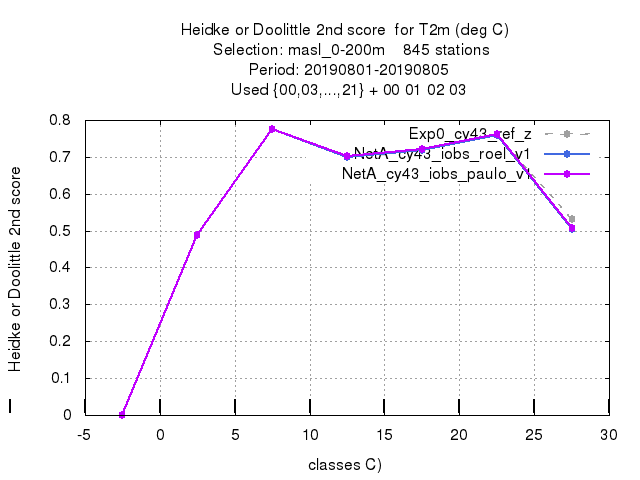 Heidke or Doolittle 2nd score for T2m (deg C)
Selection: masl_0-200m 845 stations
Period: 20190801-20190805
Used {00,03,...,21} + 00 01 02 03
Exp0_cy43_ref_z
NetA_cy43_iobs_roel_v1
NetA_cy43_iobs_paulo_v1
Heidke or Doolittle 2nd score
0.8
0.7
0.6
0.5
0.4
0.3
0.2
0.1
0
-5 0 5 10 15 20 25 30
classes C)